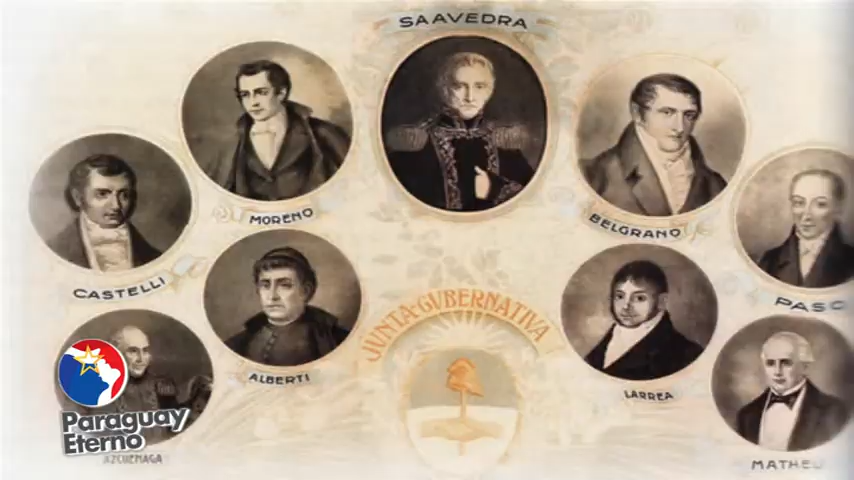 SAAVEDRA
MORENO
BELGRANO
CASTELLI
PASO
JUNTA·GUBERNATIVA
ALBERTI
LARREA
Paraguay
Eterno
AZCUENAGA
MATHEU